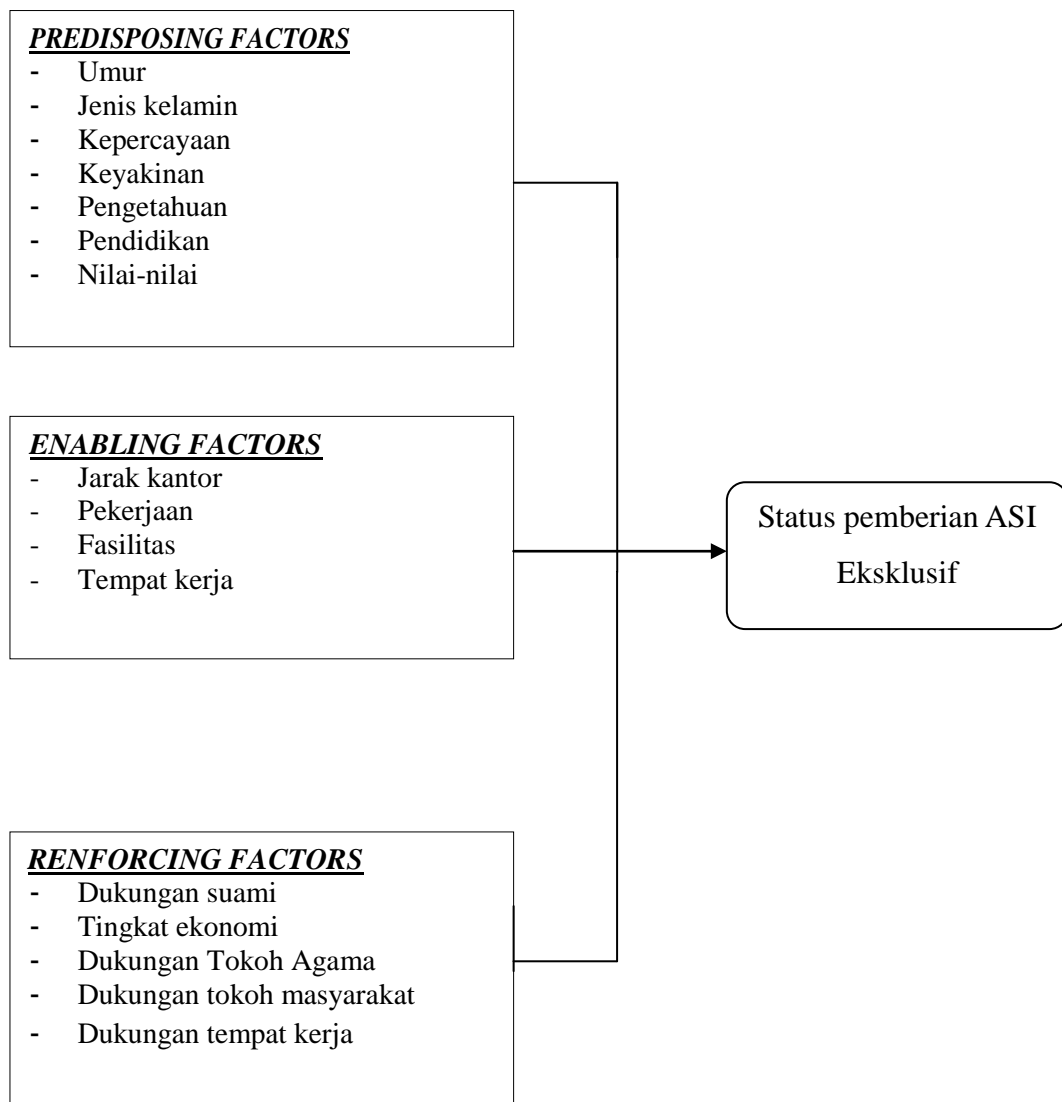 PREDISPOSING FACTORS
- Umur
- Jenis kelamin
- Kepercayaan
- Keyakinan
- Pengetahuan
- Pendidikan
- Nilai-nilai
ENABLING FACTORS
- Jarak kantor
- Pekerjaan
- Fasilitas
- Tempat kerja
Status pemberian ASI
Eksklusif
RENFORCING FACTORS
- Dukungan suami
- Tingkat ekonomi
- Dukungan Tokoh Agama
- Dukungan tokoh masyarakat
- Dukungan tempat kerja